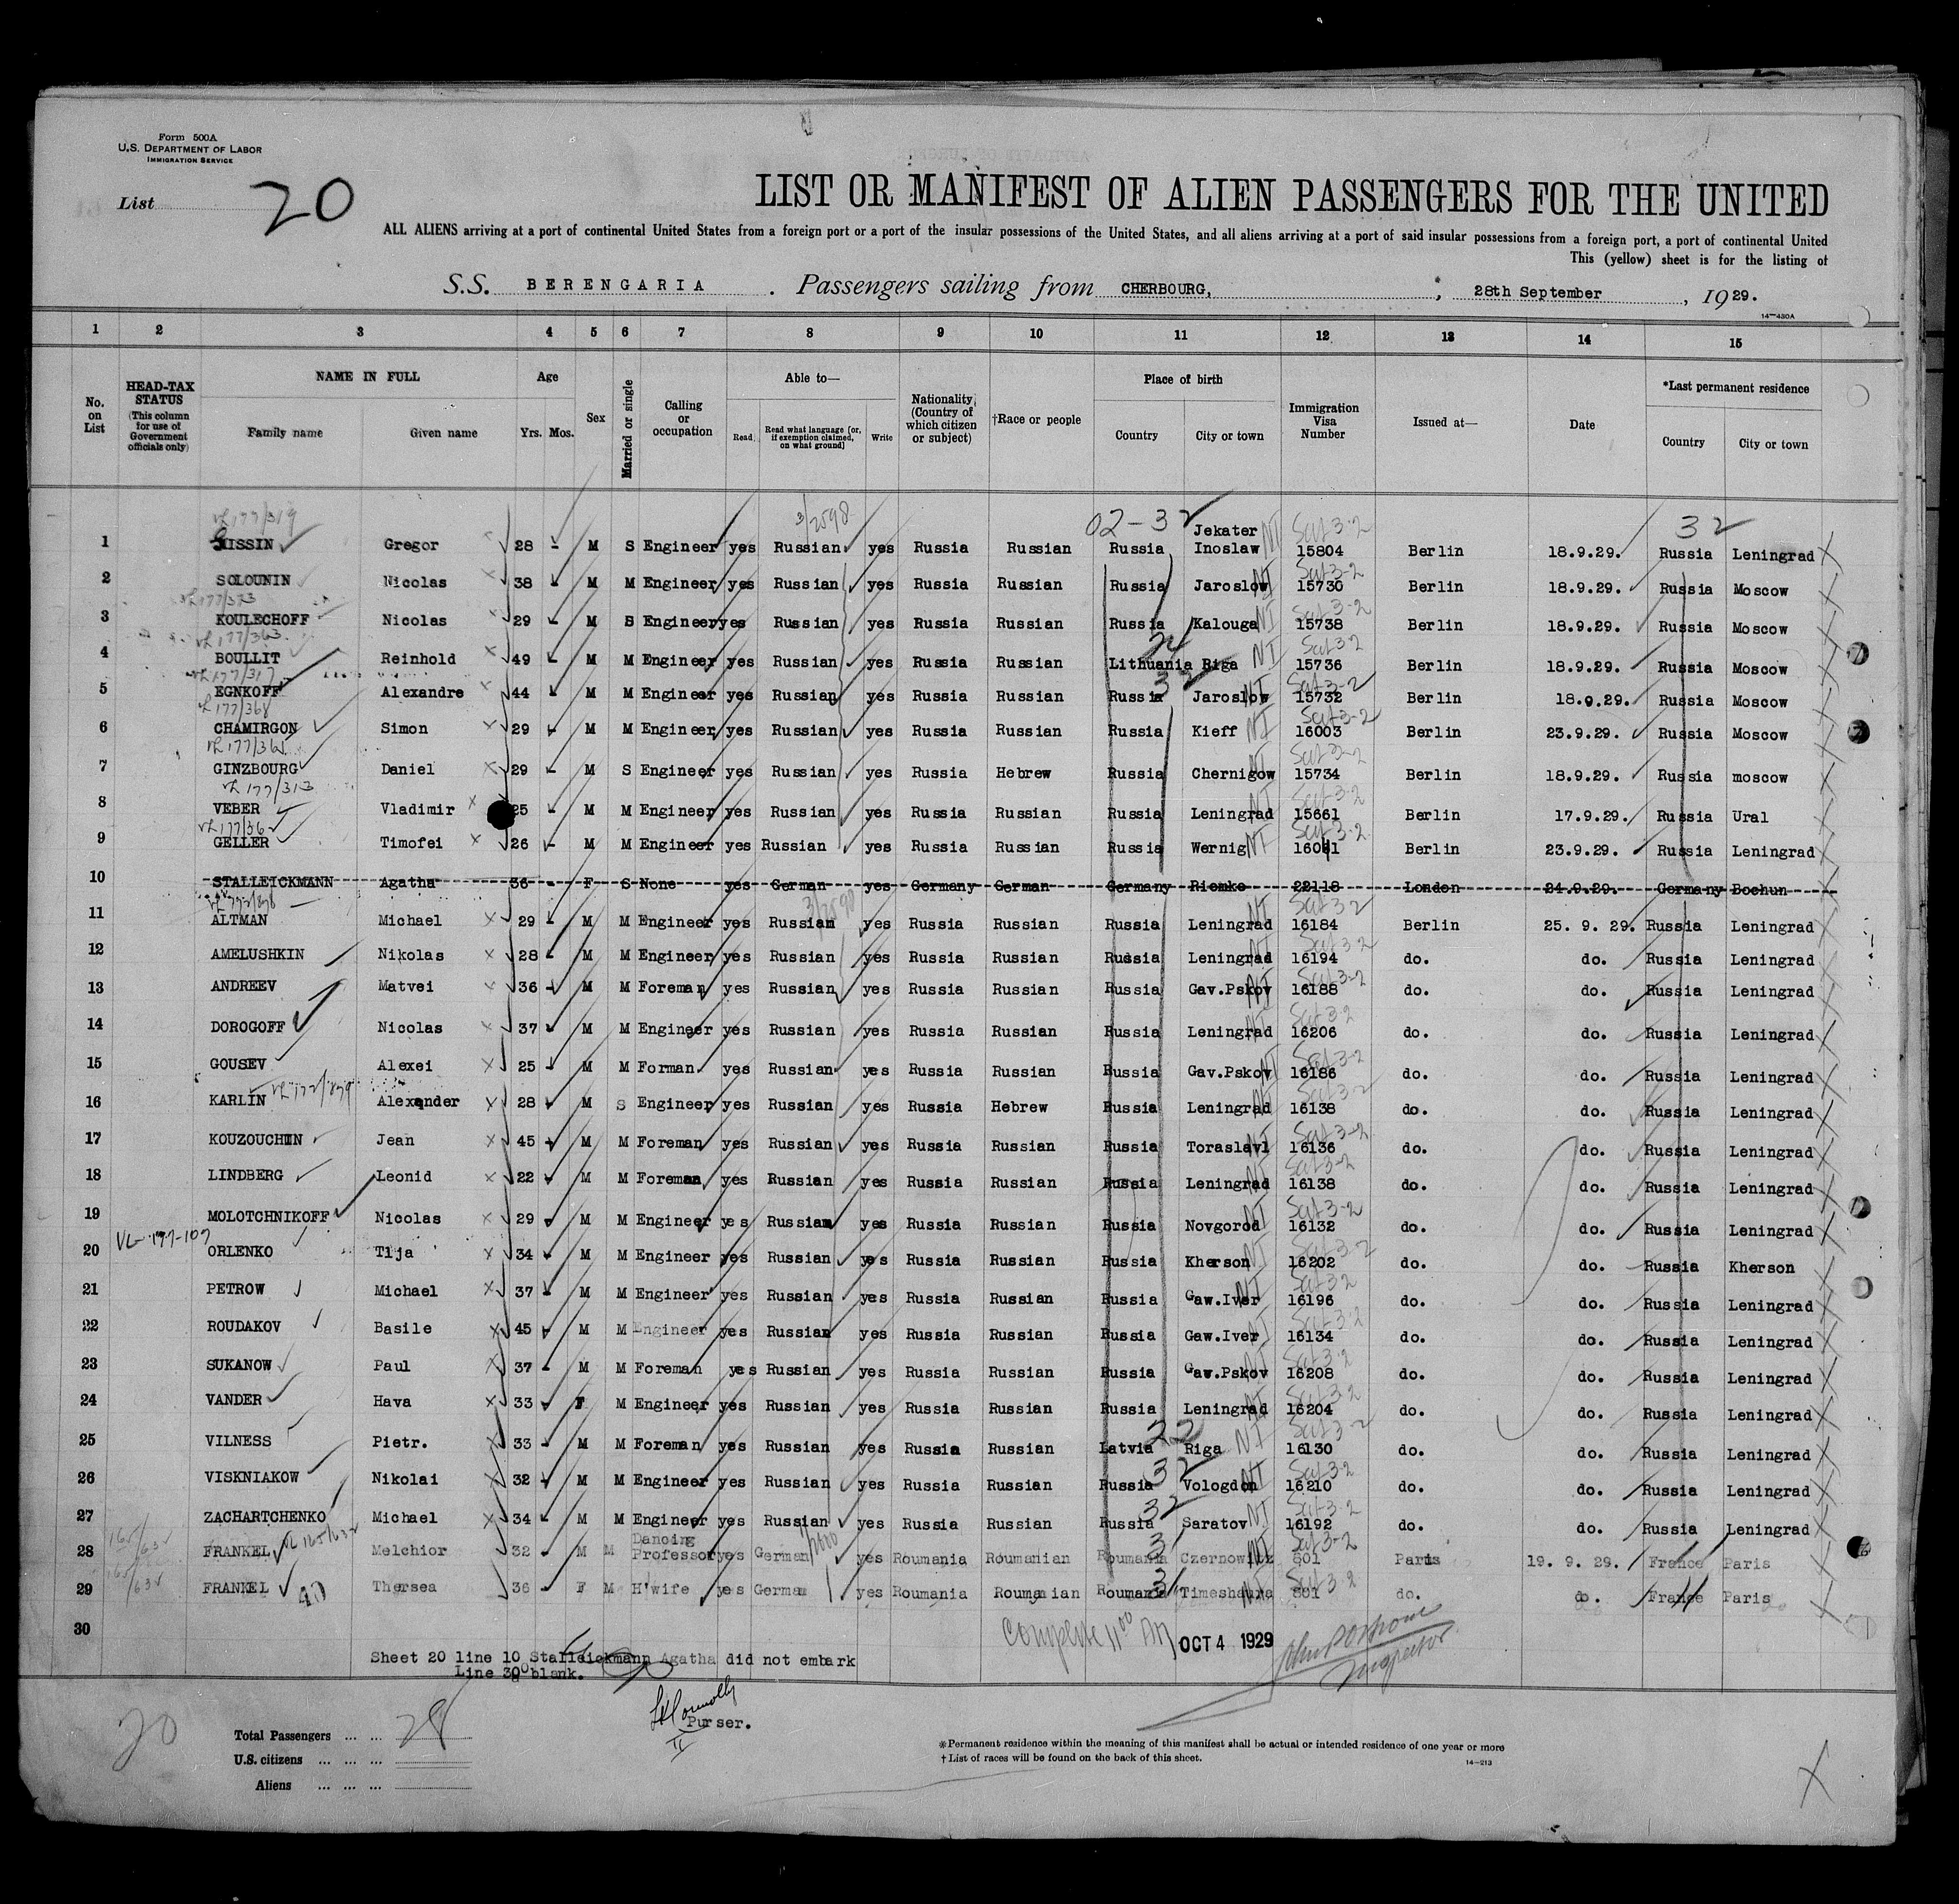 Form 500A
U.S. DEPARTMENT OF LABOR
IMMIGRATION SERVICE
List 20
LIST OR MANIFEST OF ALIEN PASSENGERS FOR THE UNITED
ALL ALIENS arriving at a port of continental United States from a foreign port or a port of the insular possessions of the United States, and all aliens arriving at a port of said insular possessions from a foreign port, a port of continental United
This (yellow) sheet is for the listing of
S.S. BERENGARIA . Passengers sailing from CHERBOURG, ; 28th September, 1929.
14—430A
1 2 3 4 5 6 7 8 9 10 11 12 13 14 15
No. on List
HEAD-TAX STATUS (This column for use of Government officials only)
NAME IN FULL Family name Given name
Age Yrs. Mos.
Sex
Married or single
Calling or occupation
Able to— Read Read what language [or, if exemption claimed, on what ground] Write
Nationality (Country of which citizen or subject)
†Race or people
Place of birth Country City or town
Immigration Visa Number
Issued at—
Date
*Last permanent residence Country City or town
02-32 32
1 Gregor 28 - M S Engineer yes Russian yes Russia Russian Russia Jekater Inoslaw 15804 Berlin 18.9.29. Russia Leningrad
2 SOLOUNIN Nicolas 38 M M Engineer yes Russian yes Russia Russian Russia Jaroslow 15730 Berlin 18.9.29. Russia Moscow
3 KOULECHOFF Nicolas 29 M S Engineer yes Russian yes Russia Russian Russia Kalouga 15738 Berlin 18.9.29. Russia Moscow
4 BOULLIT Reinhold 49 M M Engineer yes Russian yes Russia Russian Lithuania Riga 15736 Berlin 18.9.29. Russia Moscow
5 EGNKOFF Alexandre 44 M M Engineer yes Russian yes Russia Russian Russia Jaroslow 15732 Berlin 18.9.29. Russia Moscow
6 CHAMIRGON Simon 29 M M Engineer yes Russian yes Russia Russian Russia Kieff 16003 Berlin 23.9.29. Russia Moscow
7 GINZBOURG Daniel 29 - M S Engineer yes Russian yes Russia Hebrew Russia Chernigow 15734 Berlin 18.9.29. Russia moscow
8 VEBER Vladimir 25 M M Engineer yes Russian yes Russia Russian Russia Leningrad 15661 Berlin 17.9.29. Russia Ural
9 GELLER Timofei 26 - M M Engineer yes Russian yes Russia Russian Russia Wernig Berlin 23.9.29. Russia Leningrad
10 STALLEICKMANN Agatha 36 - F S None yes German yes Germany German Germany Riemke 22118 London 24.9.29. Germany Bochun
11 ALTMAN Michael 29 M M Engineer yes Russian yes Russia Russian Russia Leningrad 16184 Berlin 25. 9. 29. Russia Leningrad
12 AMELUSHKIN Nikolas 28 M M Engineer yes Russian yes Russia Russian Russia Leningrad 16194 do. do. Russia Leningrad
13 ANDREEV Matvei 36 M M Foreman yes Russian yes Russia Russian Russia Gav.Pskov 16188 do. do. Russia Leningrad
14 DOROGOFF Nicolas 37 M M Engineer yes Russian yes Russia Russian Russia Leningrad 16206 do. do. Russia Leningrad
15 GOUSEV Alexei 25 M M Forman yes Russian yes Russia Russian Russia Gav.Pskov 16186 do. do. Russia Leningrad
16 KARLIN Alexander 28 M S Engineer yes Russian yes Russia Hebrew Russia Leningrad 16138 do. do. Russia Leningrad
17 Jean 45 M M Foreman yes Russian yes Russia Russian Russia Toraslavl 16136 do. do. Russia Leningrad
18 LINDBERG Leonid 22 M M Foreman yes Russian yes Russia Russian Russia Leningrad 16138 do. do. Russia Leningrad
19 MOLOTCHNIKOFF Nicolas 29 M M Engineer yes Russian yes Russia Russian Russia Novgorod 16132 do. do. Russia Leningrad
20 ORLENKO Tlja 34 M M Engineer yes Russian yes Russia Russian Russia Kherson 16202 do. do. Russia Kherson
21 PETROW Michael 37 M M Engineer yes Russian yes Russia Russian Russia Gaw.Iver 16196 do. do. Russia Leningrad
22 ROUDAKOV Basile 45 M M Engineer yes Russian yes Russia Russian Russia Gaw.Iver 16134 do. do. Russia Leningrad
23 SUKANOW Paul 37 - M M Foreman yes Russian yes Russia Russian Russia Gaw.Pskov 16208 do. do. Russia Leningrad
24 VANDER Hava 33 F M Engineer yes Russian yes Russia Russian Russia Leningrad 16204 do. do. Russia Leningrad
25 VILNESS Pietr. 33 - M M Foreman yes Russian yes Russia Russian Latvia Riga 16130 do. do. Russia Leningrad
26 VISKNIAKOW Nikolai 32 M M Engineer yes Russian yes Russia Russian Russia Vologdon 16210 do. do. Russia Leningrad
27 ZACHARTCHENKO Michael 34 M M Engineer yes Russian yes Russia Russian Russia Saratov 16192 do. do. Russia Leningrad
28 FRANKEL Melchior 32 - M M Dancing Professor yes German yes Roumania Roumanian Roumania Czernowitz 801 Paris 19. 9. 29. France Paris
29 FRANKEL Thersea 36 F M H'wife yes German yes Roumania Roumanian Roumania 801 do. do. France Paris
30
Complete 11 00 AM OCT 4 1929
Sheet 20 line 10 Stalleickmann Agatha did not embark
Line 30 blank.
Inspector
Purser.
20
Total Passengers ... ... 28
U.S. citizens ... ... ...
Aliens ... ... ...
*Permanent residence within the meaning of this manifest shall be actual or intended residence of one year or more
†List of races will be found on the back of this sheet.
14—213